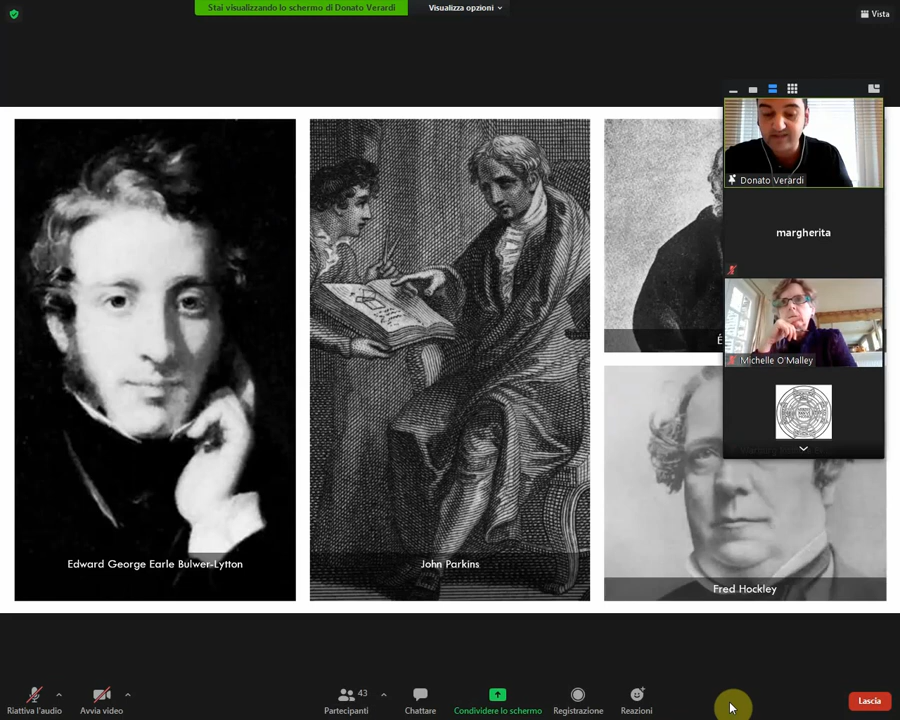 Stai visualizzando lo schermo di Donato Verardi
Visualizza opzioni
Vista
Donato Verardi
margherita
Michelle O'Malley
Edward George Earle Bulwer-Lytton
John Parkins
Fred Hockley
Riattiva l'audio
Avvia video
43
Partecipanti
Chattare
Condividere lo schermo
Registrazione
Reazioni
Lascia